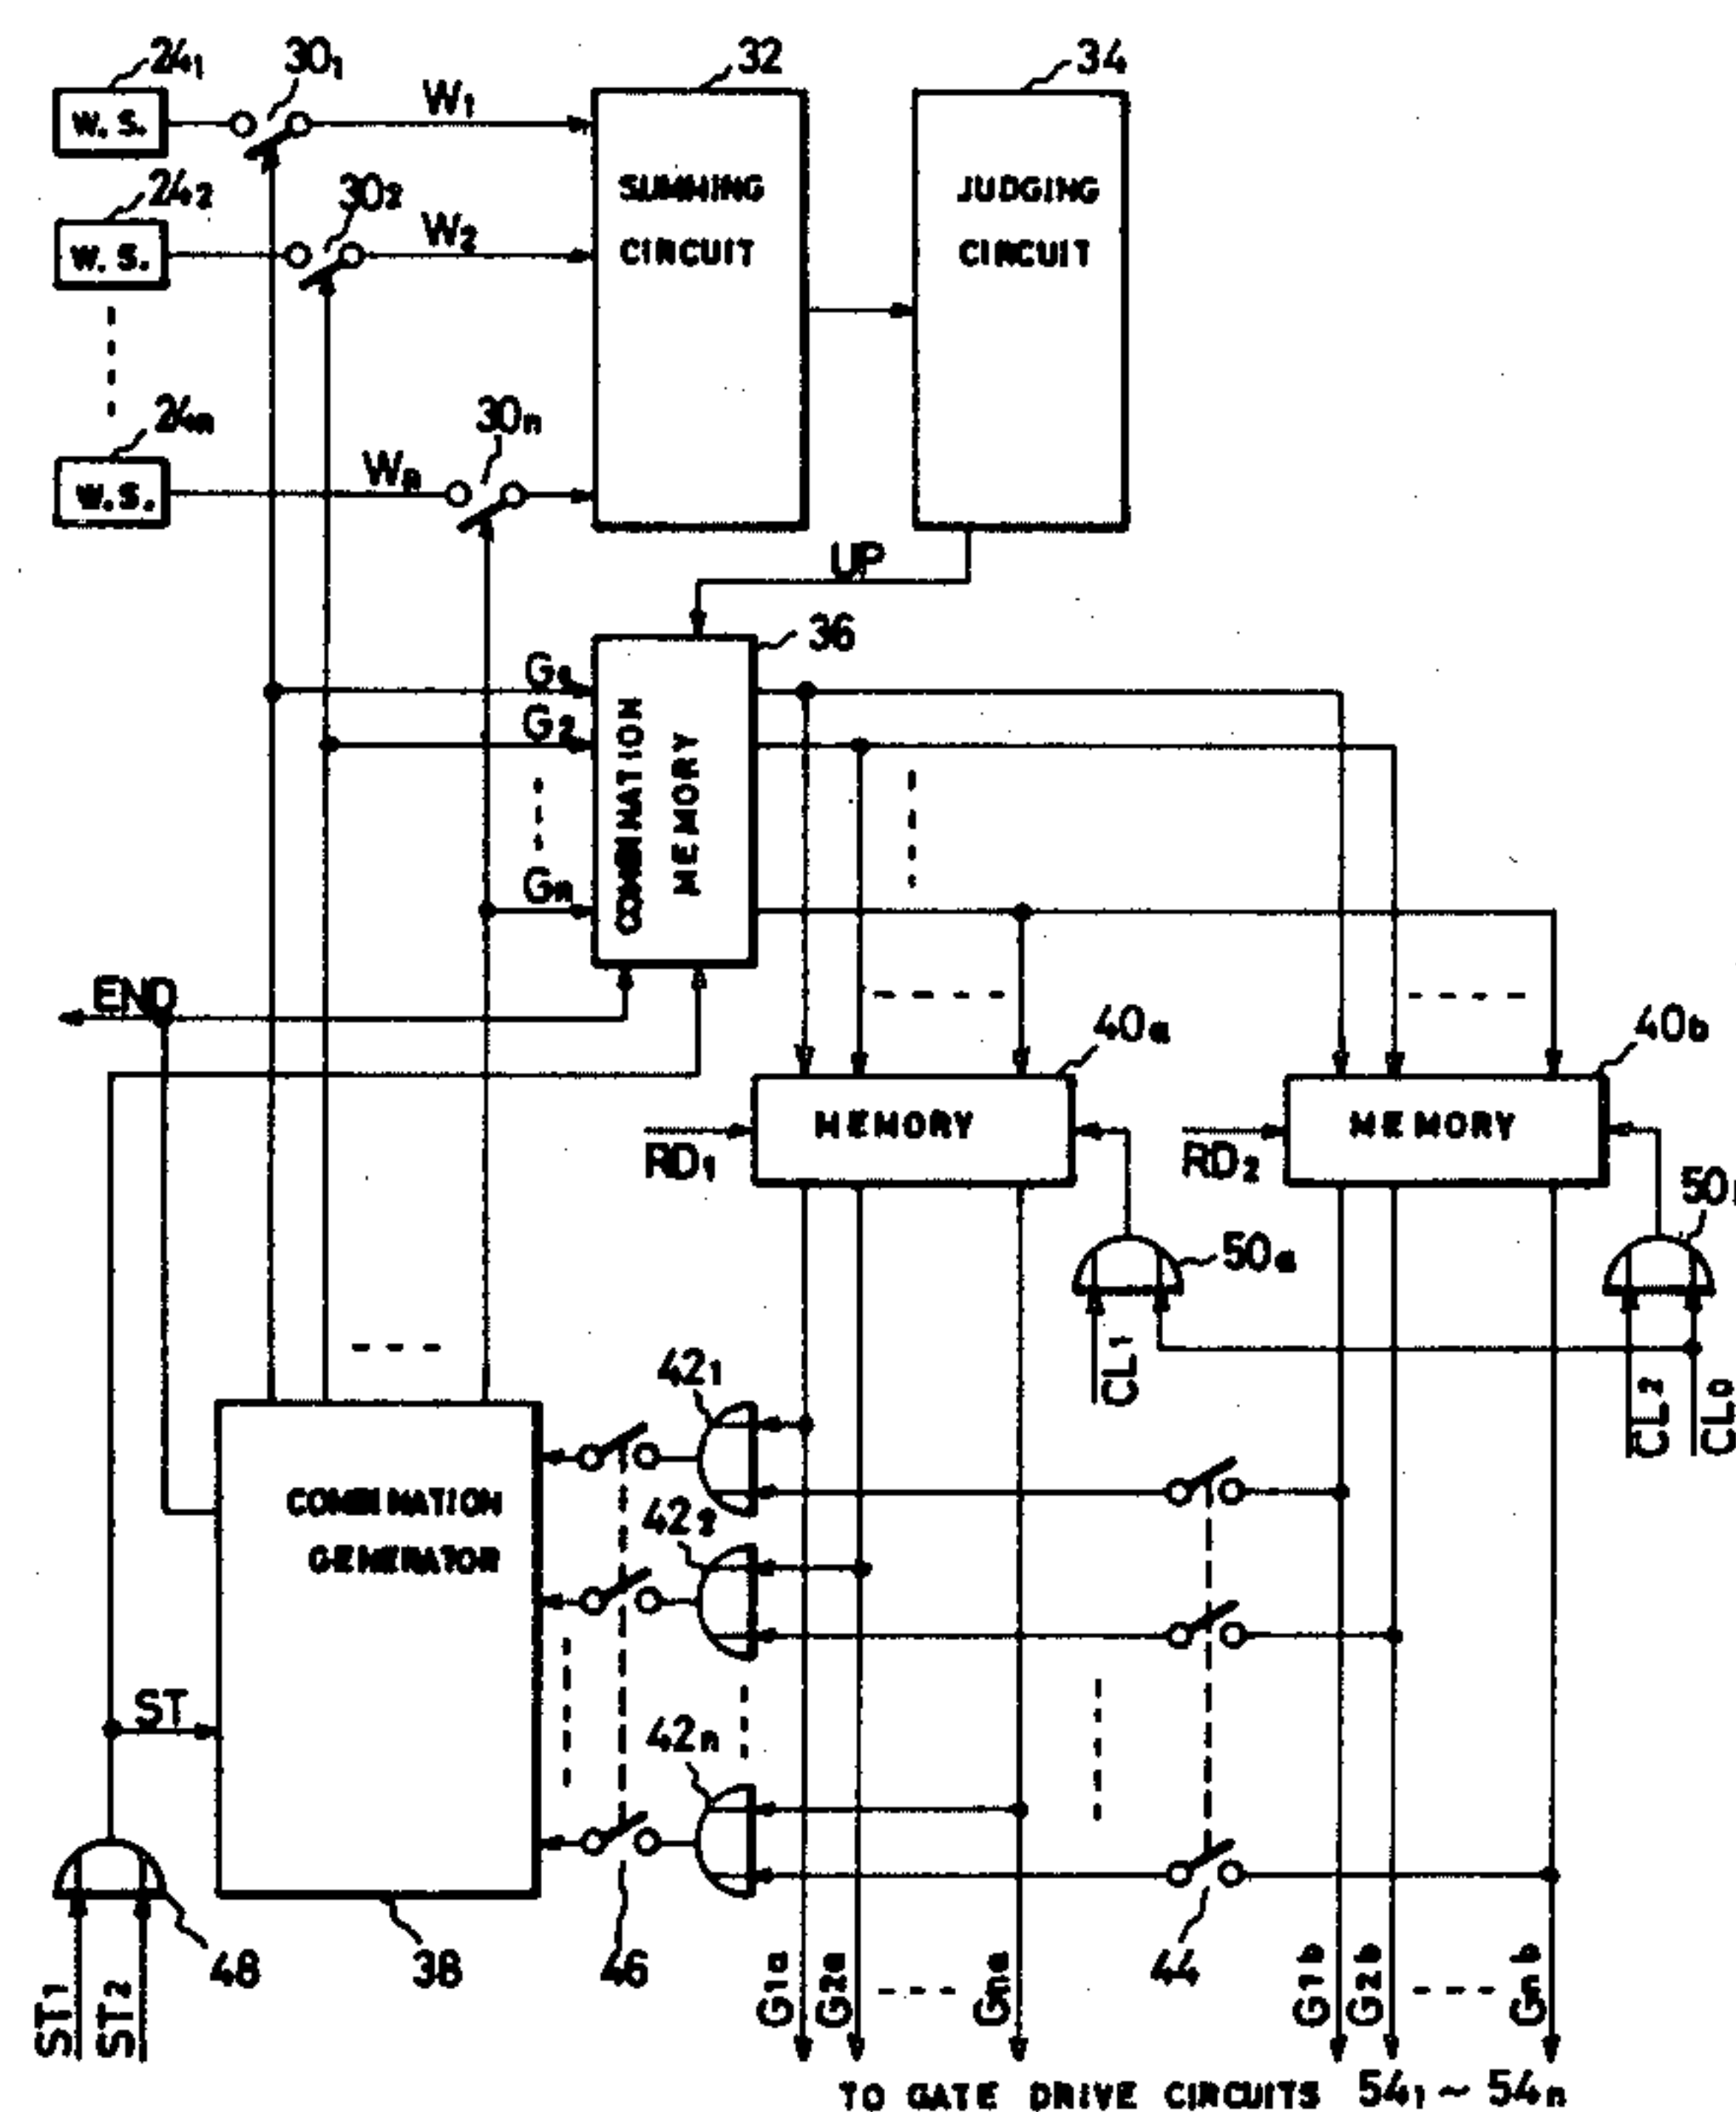 24₁ 30₁ 32 34
W. S. W₁
24₂ 30₂
W. S. W₂
SUMMING CIRCUIT
JUDGING CIRCUIT
24n 30n
W. S. Wn
UP
36
G₁
G₂
Gn
COMBINATION MEMORY
END
40a 40b
MEMORY MEMORY
RD₁ RD₂
50a
CL₁ CL₂ CL₀
42₁
COMBINATION GENERATOR
42₂
ST
42n
48 38 46 44
ST₁ ST₂
G₁a G₂a Gna G₁b G₂b Gnb
TO GATE DRIVE CIRCUITS 54₁ ~ 54n